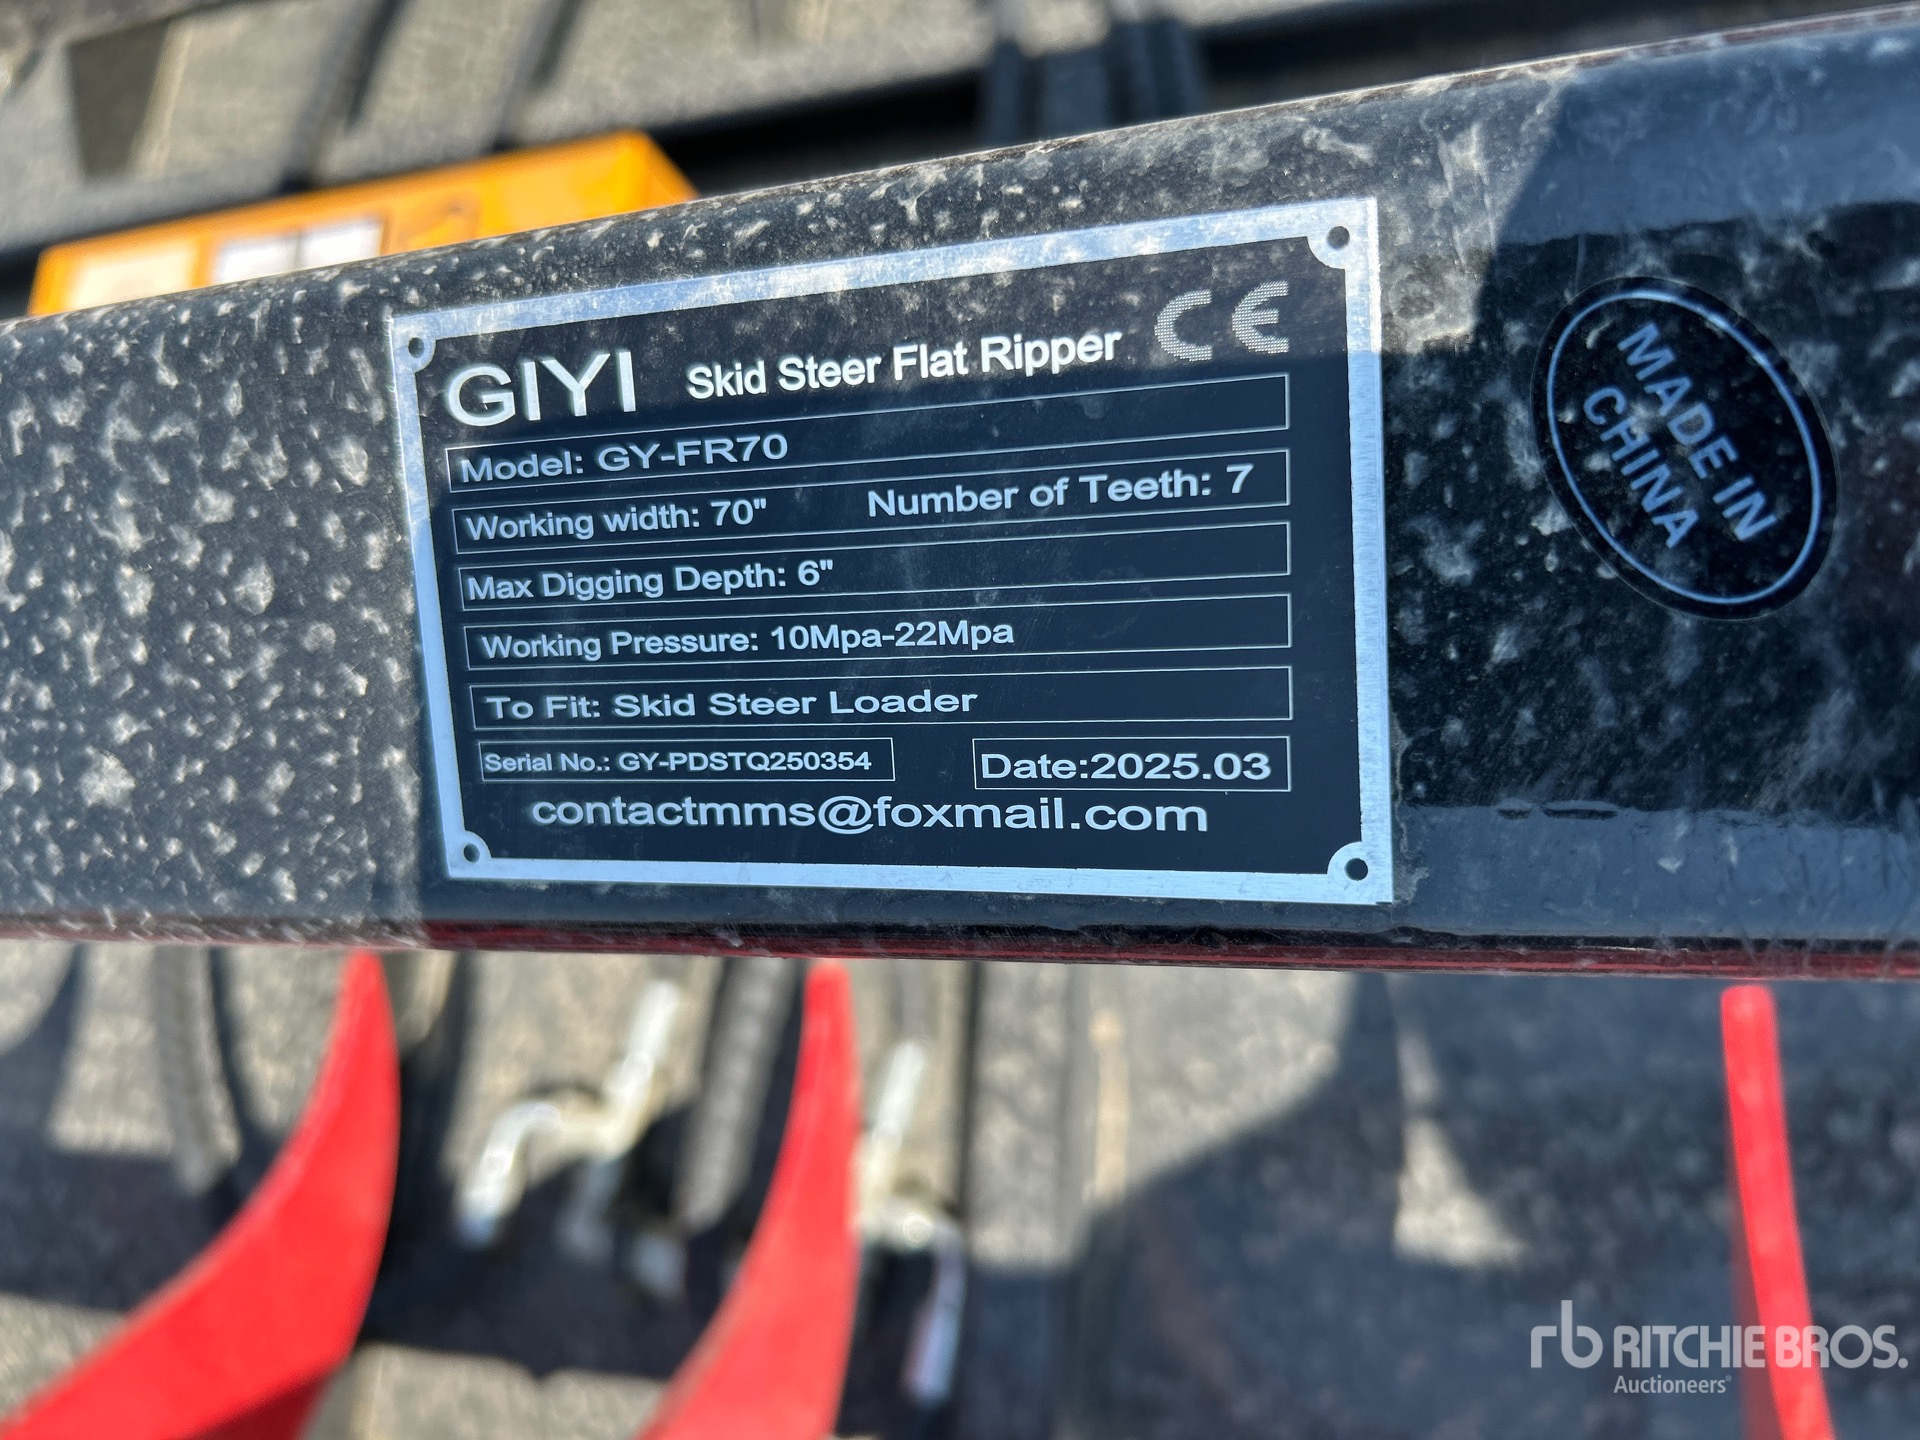 GIYI Skid Steer Flat Ripper CE
Model: GY-FR70
Working width: 70" Number of Teeth: 7
Max Digging Depth: 6"
Working Pressure: 10Mpa-22Mpa
To Fit: Skid Steer Loader
Serial No.: GY-PDSTQ250354 Date:2025.03
contactmms@foxmail.com
MADE IN
CHINA
rb RITCHIE BROS.
Auctioneers